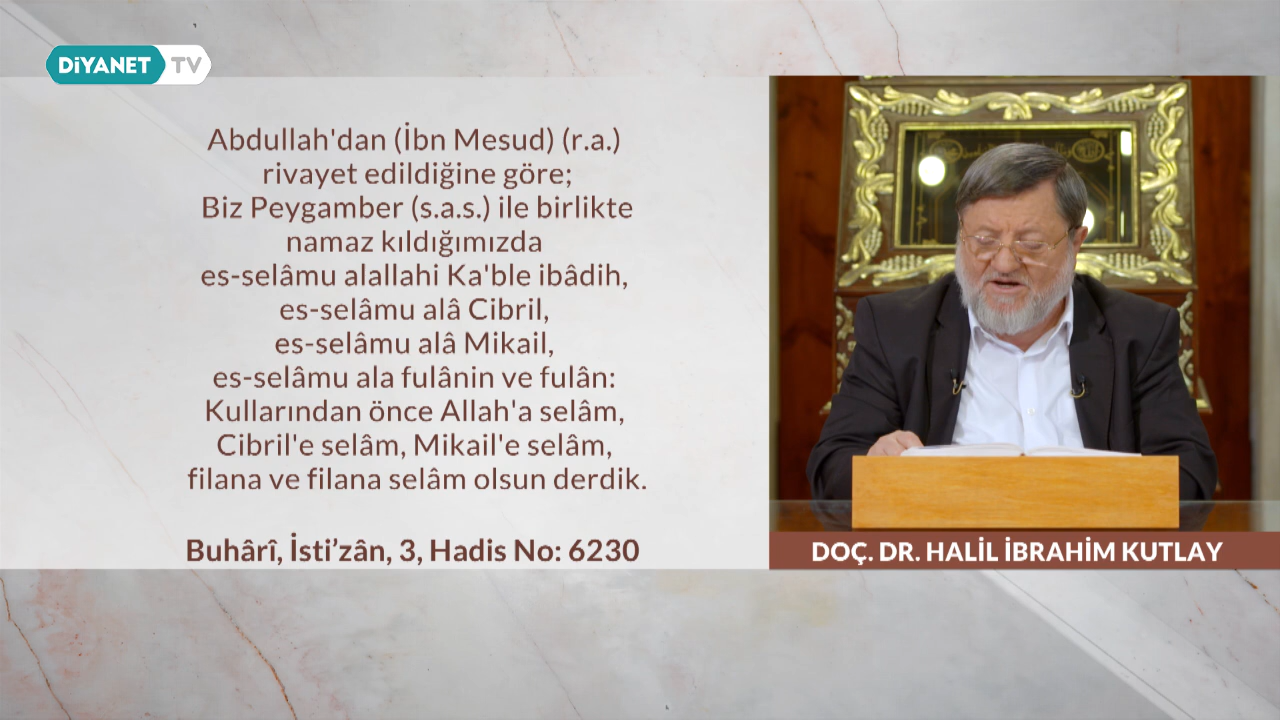 DİYANET TV
Abdullah'dan (İbn Mesud) (r.a.)
rivayet edildiğine göre;
Biz Peygamber (s.a.s.) ile birlikte
namaz kıldığımızda
es-selâmu alallahi Ka'ble ibâdih,
es-selâmu alâ Cibril,
es-selâmu alâ Mikail,
es-selâmu ala fulânin ve fulân:
Kullarından önce Allah'a selâm,
Cibril'e selâm, Mikail'e selâm,
filana ve filana selâm olsun derdik.
Buhârî, İsti’zân, 3, Hadis No: 6230
DOÇ. DR. HALİL İBRAHİM KUTLAY